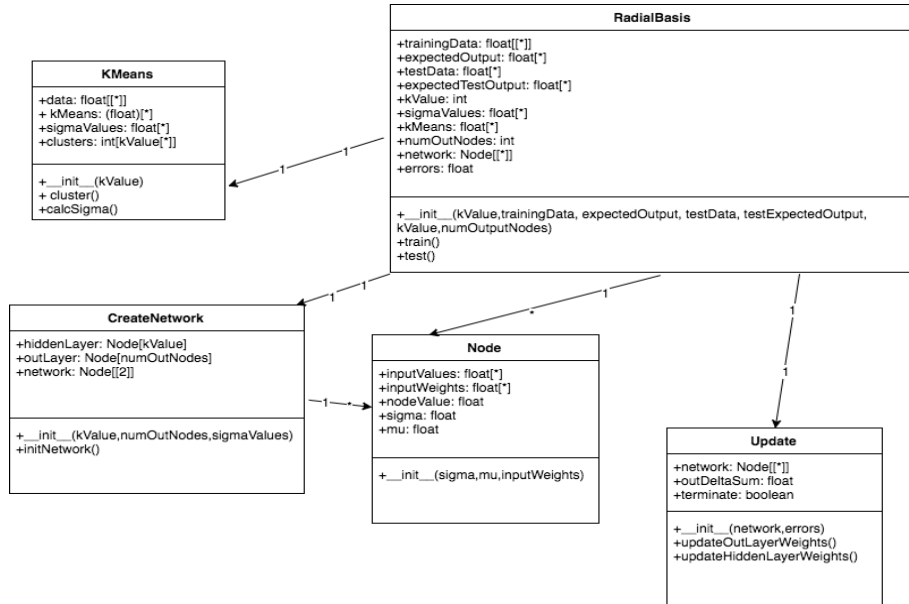 RadialBasis
+trainingData: float[[*]]
+expectedOutput: float[*]
+testData: float[*]
+expectedTestOutput: float[*]
+kValue: int
+sigmaValues: float[*]
+kMeans: float[*]
+numOutNodes: int
+network: Node[[*]]
+errors: float
+__init__(kValue,trainingData, expectedOutput, testData, testExpectedOutput,
kValue,numOutputNodes)
+train()
+test()
KMeans
+data: float[[*]]
+ kMeans: (float)[*]
+sigmaValues: float[*]
+clusters: int[kValue[*]]
+__init__(kValue)
+ cluster()
+calcSigma()
1
1
1
1
1
*
1
1
CreateNetwork
+hiddenLayer: Node[kValue]
+outLayer: Node[numOutNodes]
+network: Node[[2]]
+__init__(kValue,numOutNodes,sigmaValues)
+initNetwork()
1
*
Node
+inputValues: float[*]
+inputWeights: float[*]
+nodeValue: float
+sigma: float
+mu: float
+__init__(sigma,mu,inputWeights)
Update
+network: Node[[*]]
+outDeltaSum: float
+terminate: boolean
+__init__(network,errors)
+updateOutLayerWeights()
+updateHiddenLayerWeights()